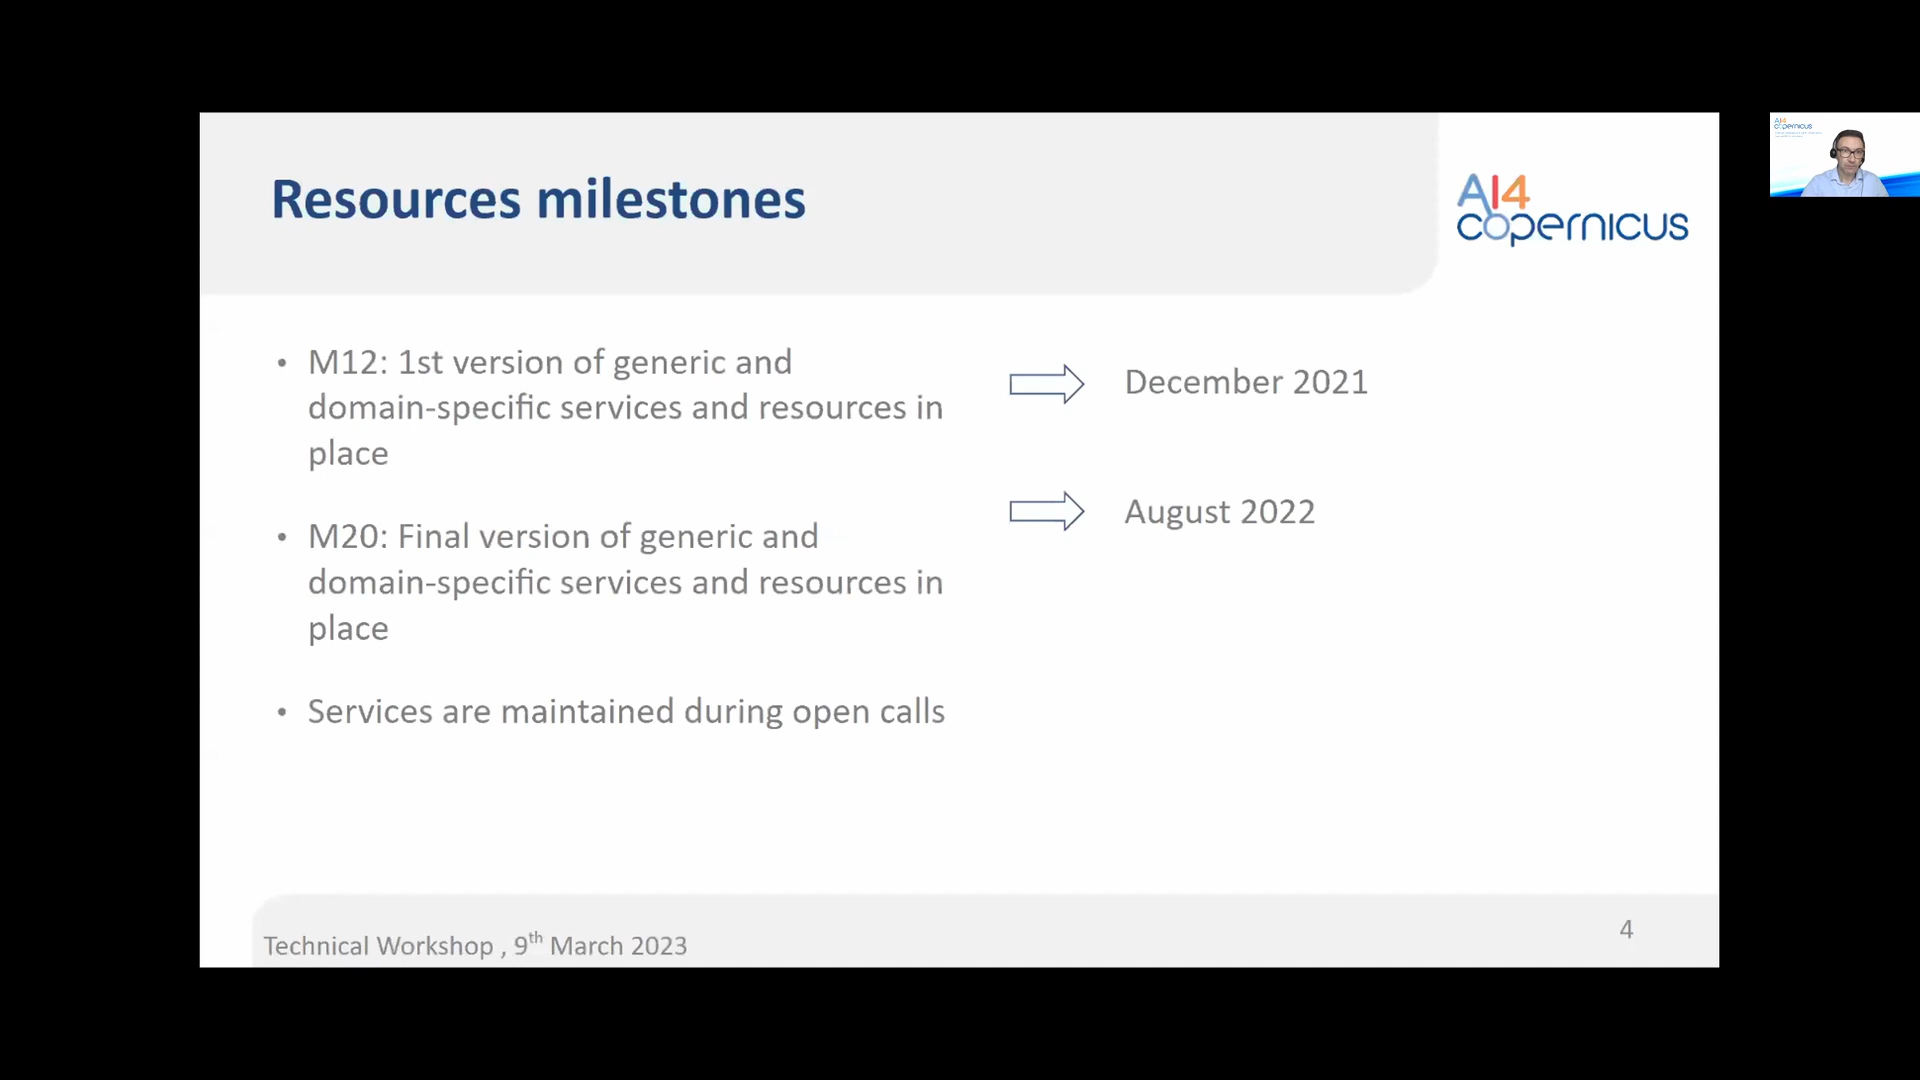 Resources milestones
AI4
copernicus
AI4
copernicus
• M12: 1st version of generic and
domain-specific services and resources in
place
December 2021
• M20: Final version of generic and
domain-specific services and resources in
place
August 2022
• Services are maintained during open calls
Technical Workshop , 9th March 2023
4